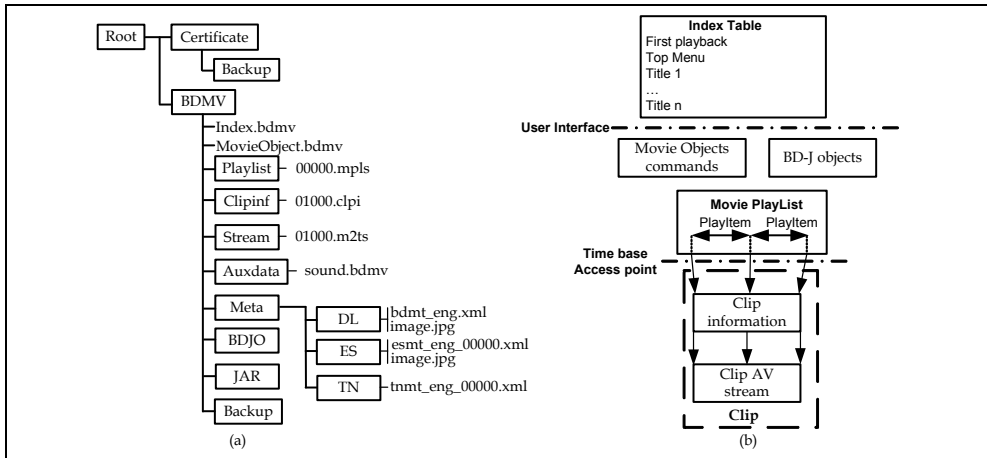 Root
Certificate
Backup
BDMV
Index.bdmv
MovieObject.bdmv
Playlist
00000.mpls
Clipinf
01000.clpi
Stream
01000.m2ts
Auxdata
sound.bdmv
Meta
DL
bdmt_eng.xml
image.jpg
BDJO
ES
esmt_eng_00000.xml
image.jpg
JAR
TN
tnmt_eng_00000.xml
Backup
(a)
Index Table
First playback
Top Menu
Title 1
...
Title n
User Interface
Movie Objects
commands
BD-J objects
Movie PlayList
PlayItem
PlayItem
Time base
Access point
Clip
information
Clip AV
stream
Clip
(b)